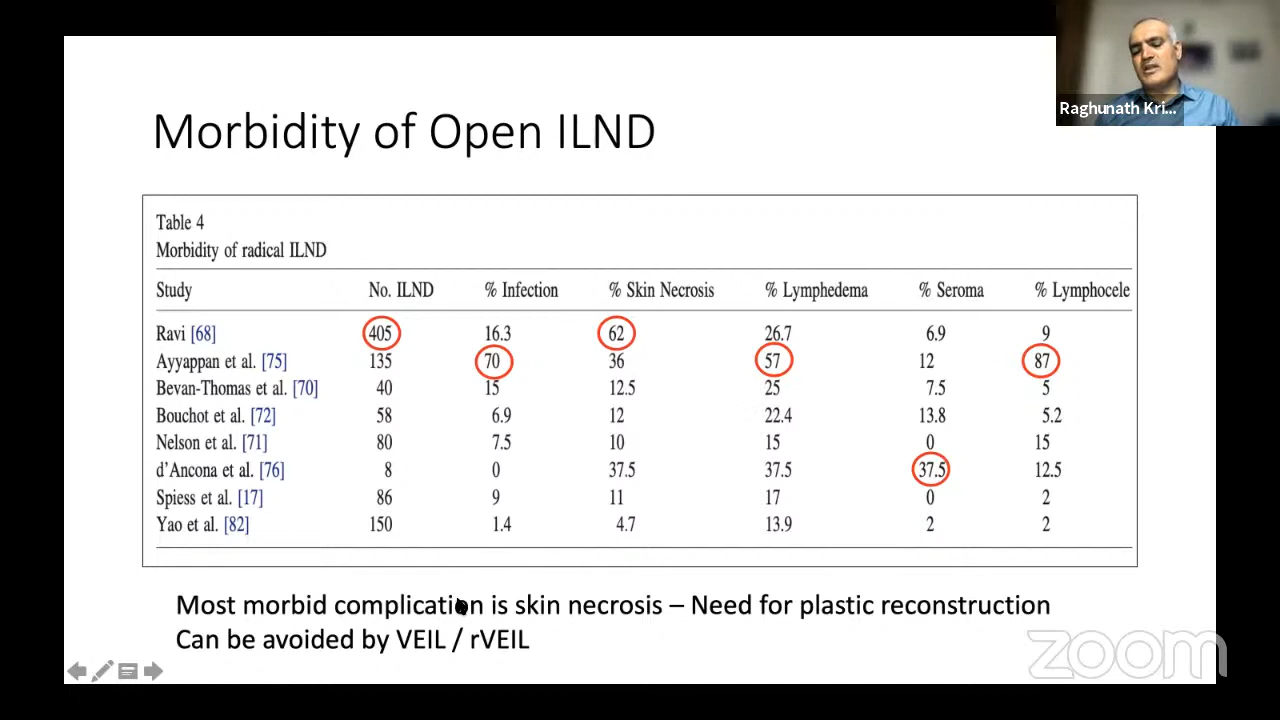 Raghunath Kri...
Morbidity of Open ILND
Table 4
Morbidity of radical ILND
Study No. ILND % Infection % Skin Necrosis % Lymphedema % Seroma % Lymphocele
Ravi [68] 405 16.3 62 26.7 6.9 9
Ayyappan et al. [75] 135 70 36 57 12 87
Bevan-Thomas et al. [70] 40 15 12.5 25 7.5 5
Bouchot et al. [72] 58 6.9 12 22.4 13.8 5.2
Nelson et al. [71] 80 7.5 10 15 0 15
d'Ancona et al. [76] 8 0 37.5 37.5 37.5 12.5
Spiess et al. [17] 86 9 11 17 0 2
Yao et al. [82] 150 1.4 4.7 13.9 2 2
Most morbid complication is skin necrosis – Need for plastic reconstruction
Can be avoided by VEIL / rVEIL
zoom